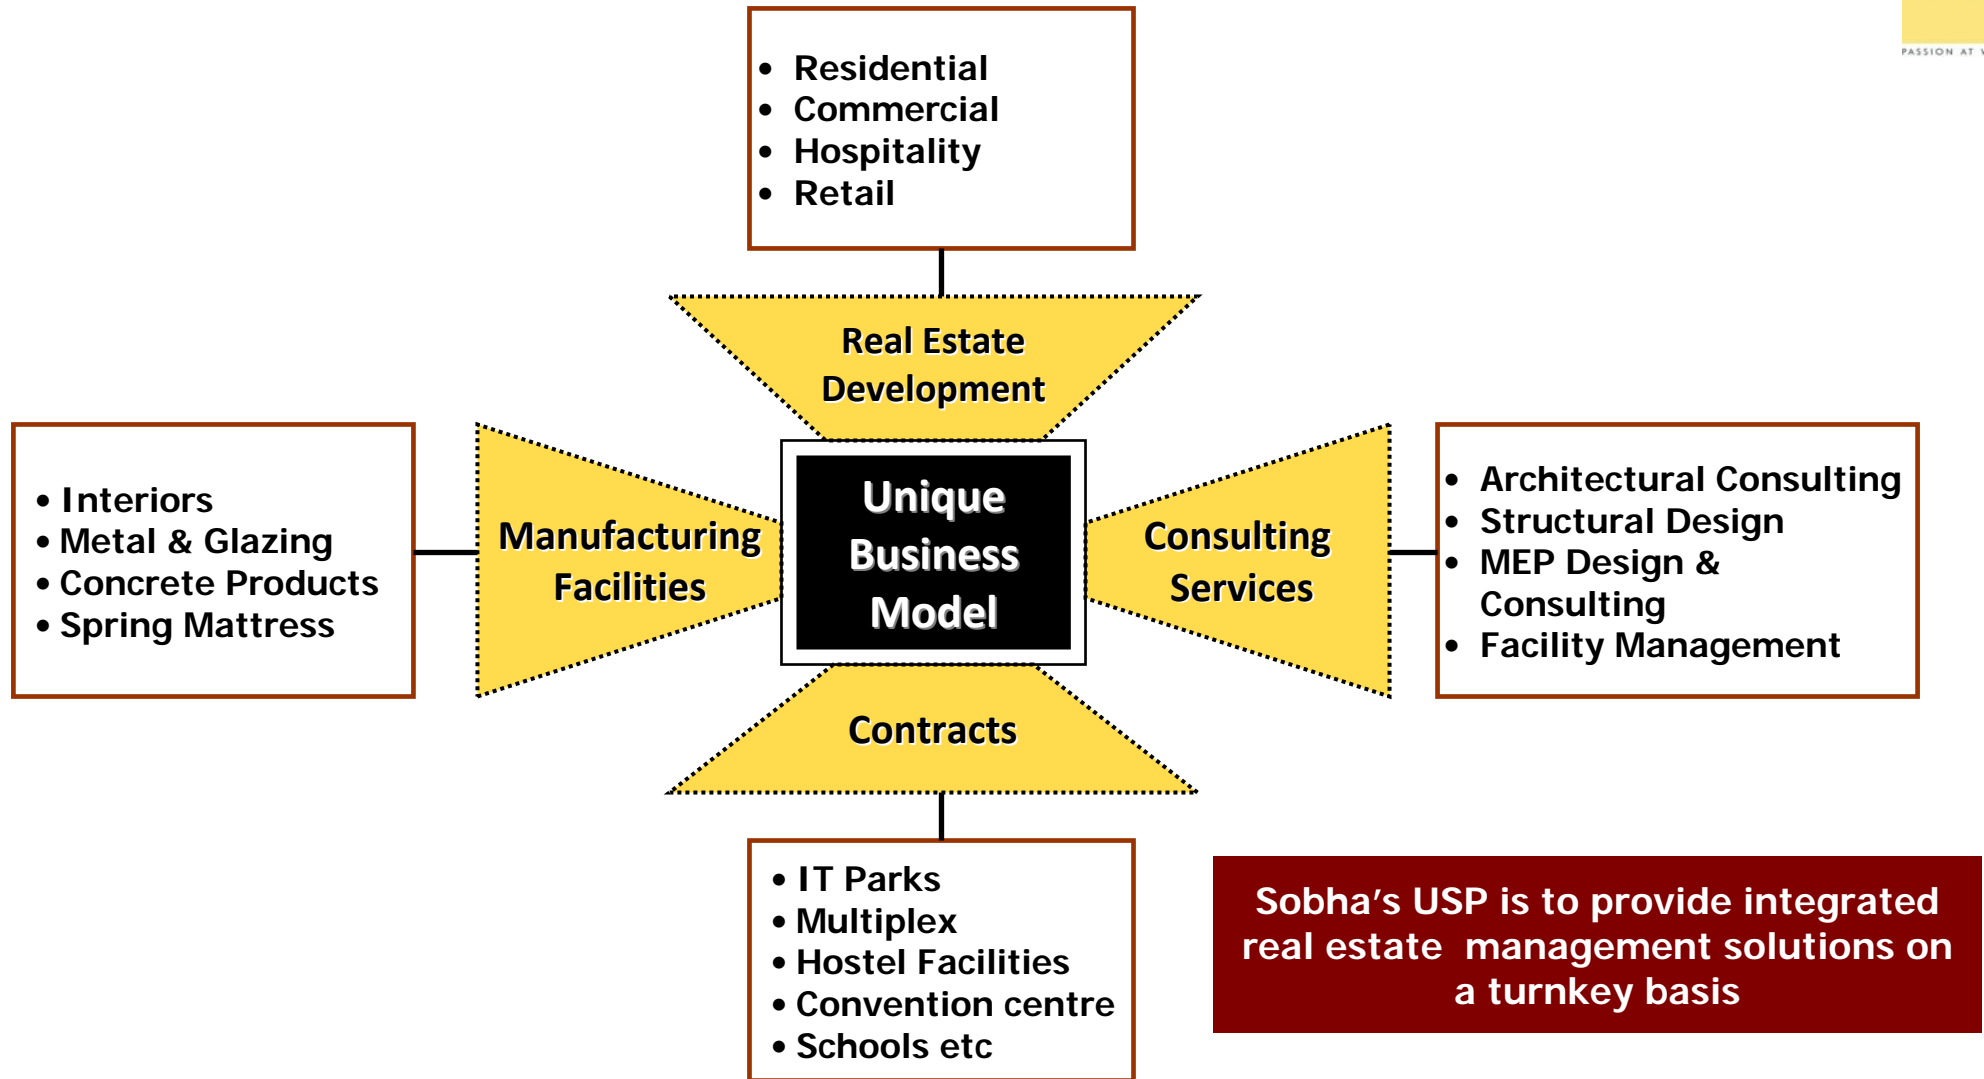 PASSION AT
• Residential
• Commercial
• Hospitality
• Retail
Real Estate
Development
• Interiors
• Metal & Glazing
• Concrete Products
• Spring Mattress
Manufacturing
Facilities
Unique
Business
Model
Consulting
Services
• Architectural Consulting
• Structural Design
• MEP Design &
Consulting
• Facility Management
Contracts
• IT Parks
• Multiplex
• Hostel Facilities
• Convention centre
• Schools etc
Sobha’s USP is to provide integrated
real estate management solutions on
a turnkey basis